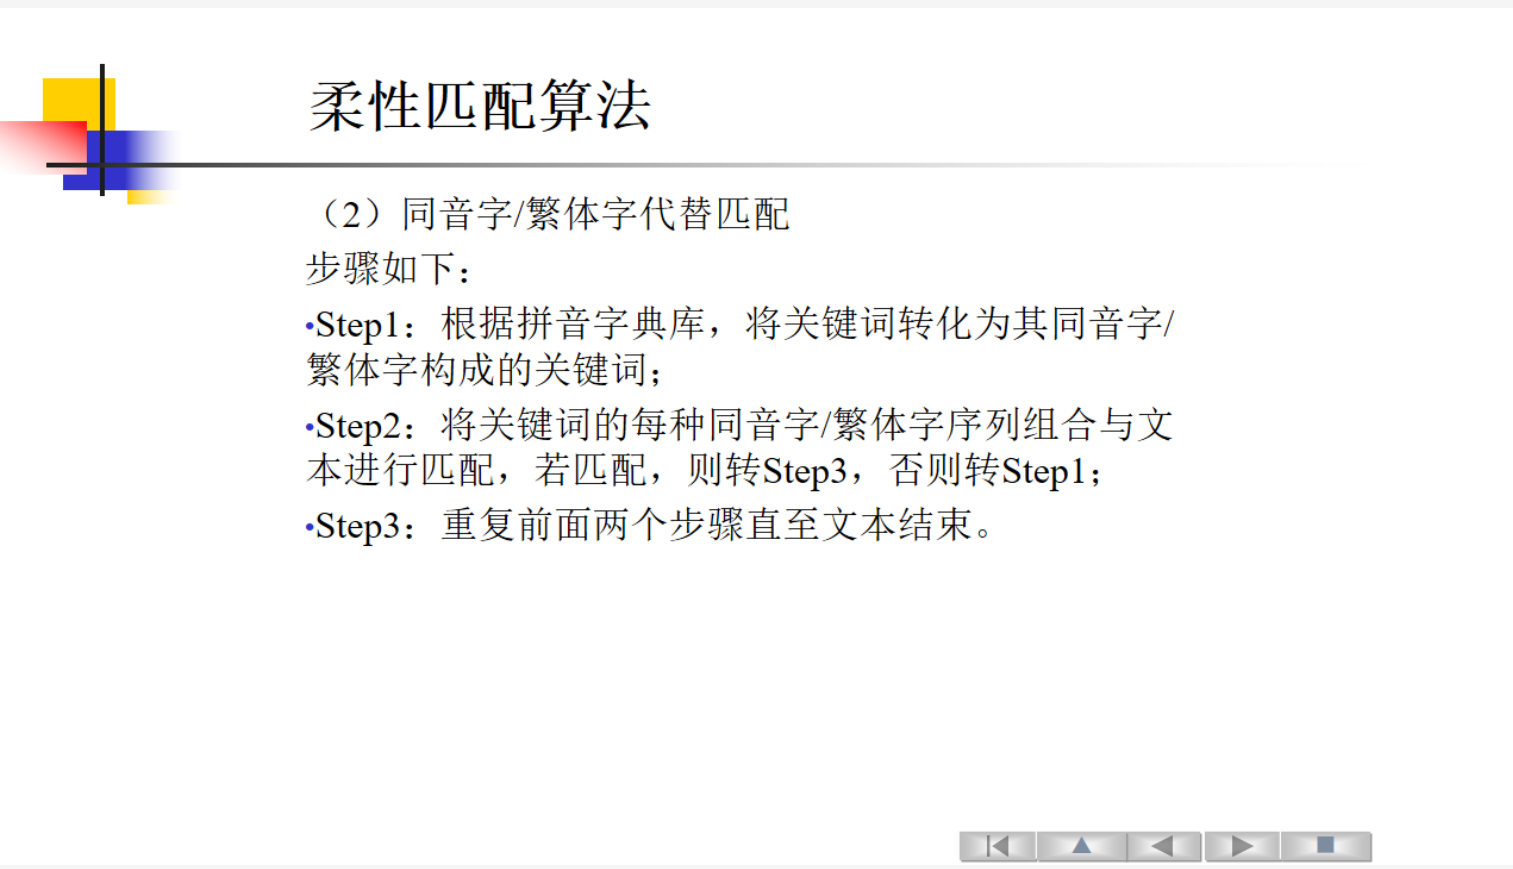 柔性匹配算法
（2）同音字/繁体字代替匹配
步骤如下：
•Step1：根据拼音字典库，将关键词转化为其同音字/
繁体字构成的关键词；
•Step2：将关键词的每种同音字/繁体字序列组合与文
本进行匹配，若匹配，则转Step3，否则转Step1；
•Step3：重复前面两个步骤直至文本结束。